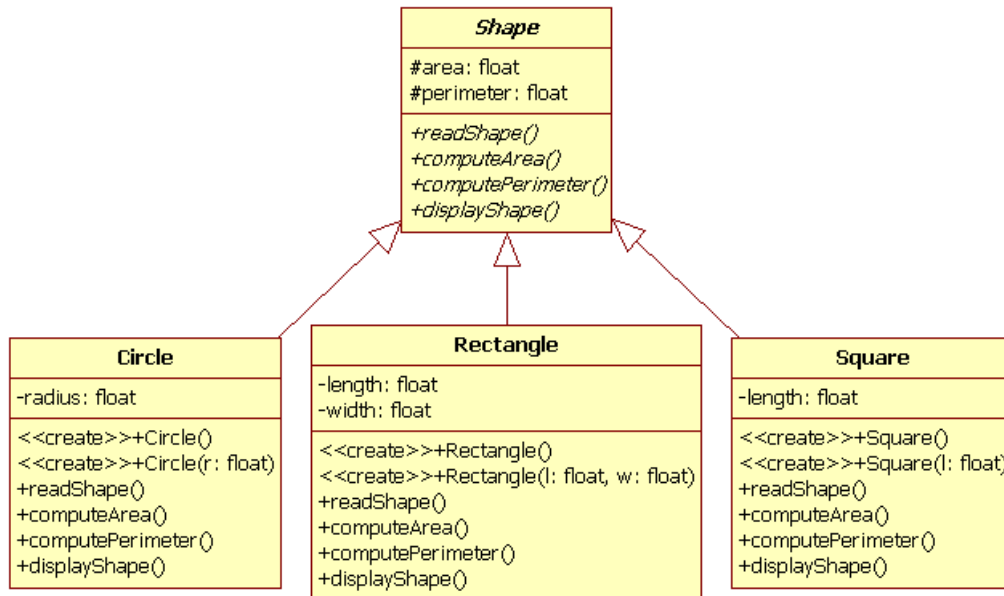 Shape
#area: float
#perimeter: float
+readShape()
+computeArea()
+computePerimeter()
+displayShape()
Circle
-radius: float
<<create>>+Circle()
<<create>>+Circle(r: float)
+readShape()
+computeArea()
+computePerimeter()
+displayShape()
Rectangle
-length: float
-width: float
<<create>>+Rectangle()
<<create>>+Rectangle(l: float, w: float)
+readShape()
+computeArea()
+computePerimeter()
+displayShape()
Square
-length: float
<<create>>+Square()
<<create>>+Square(l: float)
+readShape()
+computeArea()
+computePerimeter()
+displayShape()